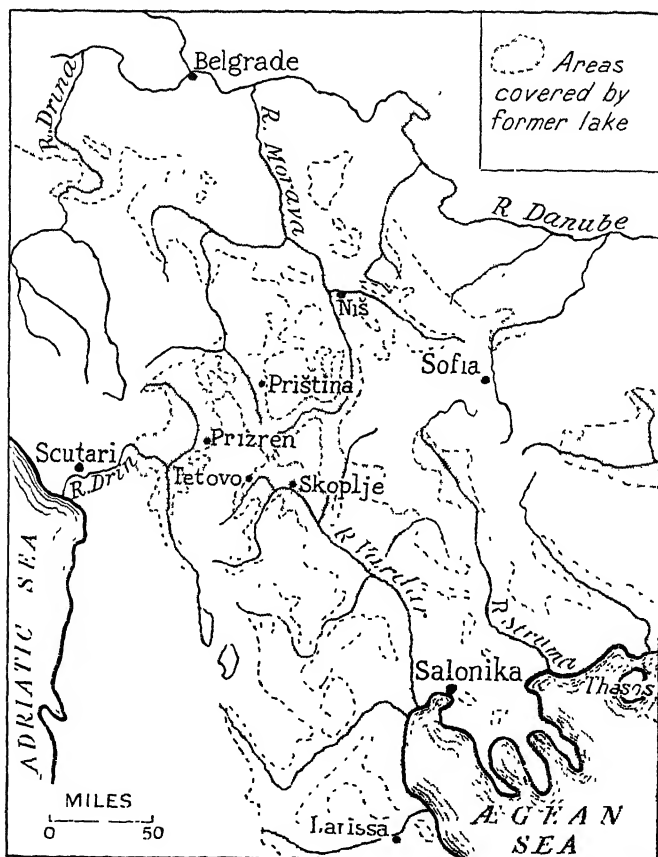 Belgrade
Areas
covered by
former lake
R. Drina
R. Morava
R Danube
Niš
Sofia
Priština
Scutari
Prizren
R. Drin
Tetovo
Skoplje
R Vardar
R. Struma
ADRIATIC SEA
Salonika
Thasos
MILES
0 50
Larissa
ÆGEAN
SEA